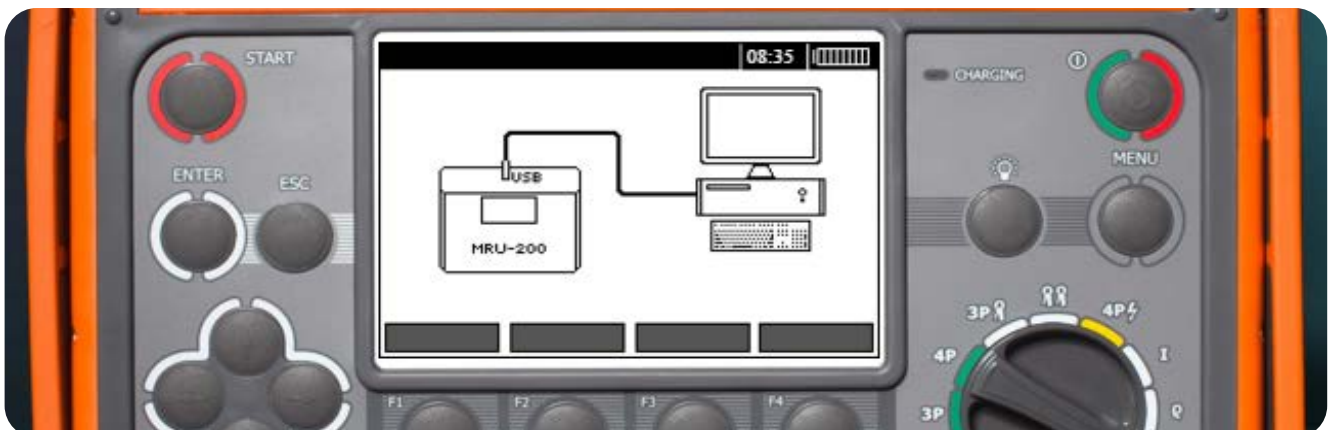 START
08:35
CHARGING
ENTER
ESC
USB
MENU
MRU-200
3P
4P
4P
I
3P
ρ
F1
F2
F3
F4